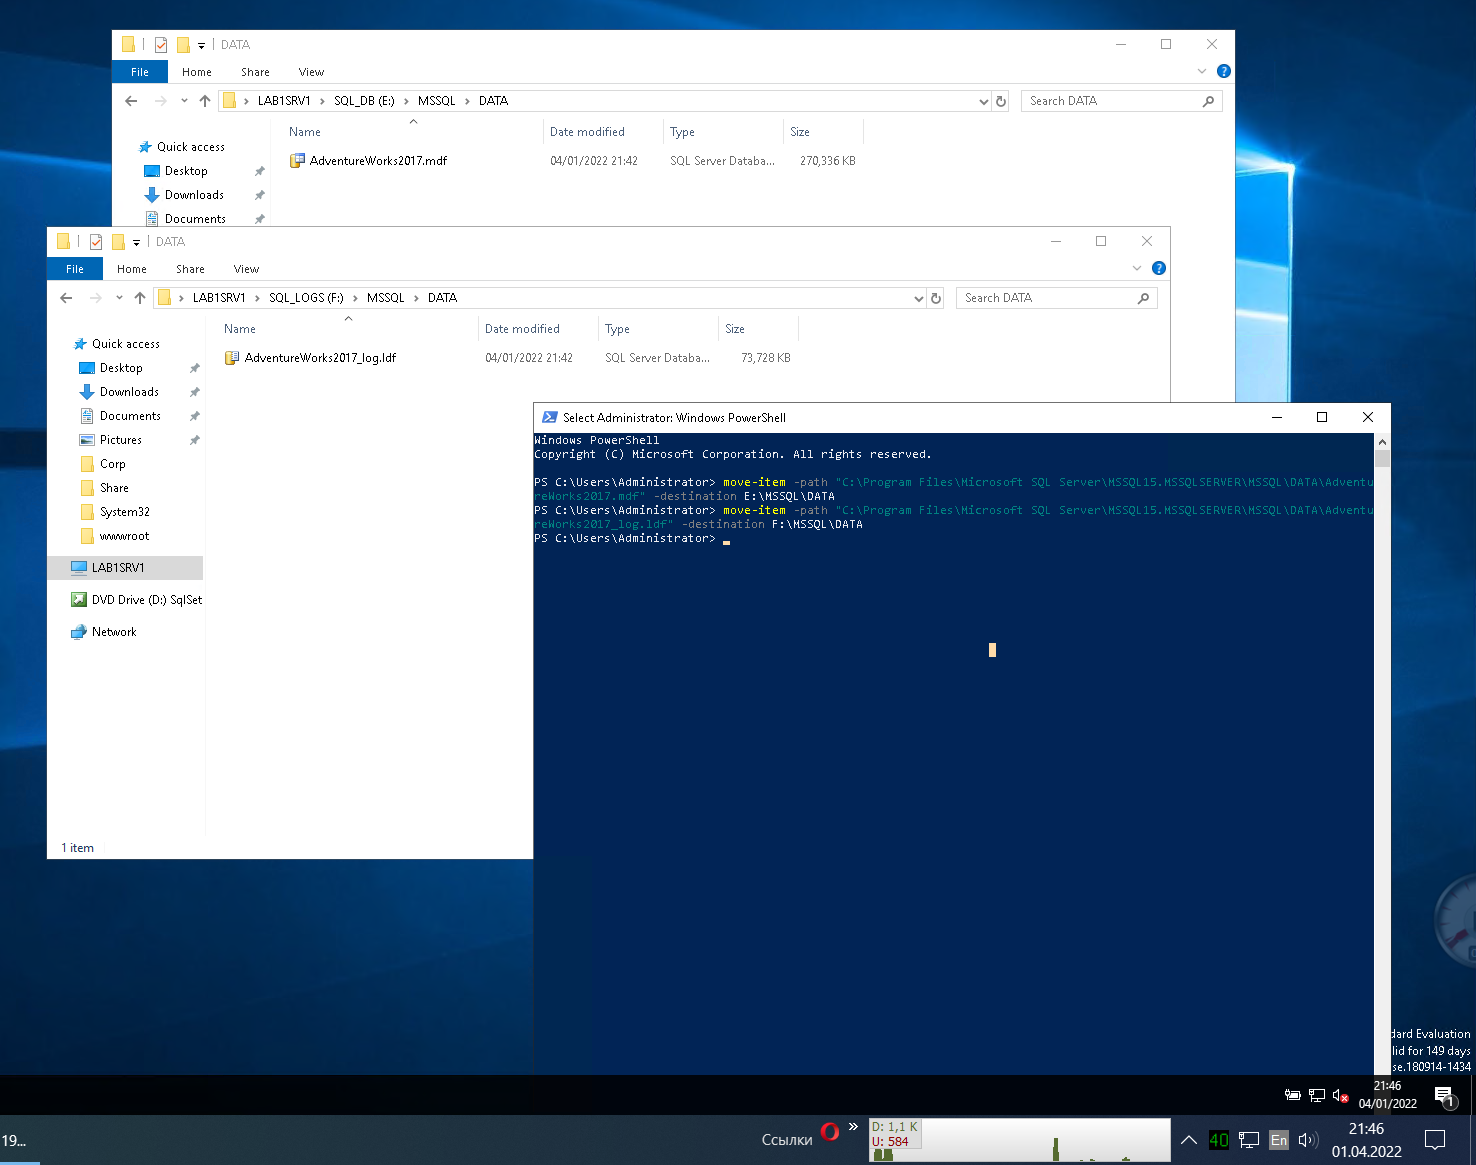 DATA
File Home Share View
LAB1SRV1 SQL_DB (E:) MSSQL DATA
Search DATA
Name Date modified Type Size
Quick access
AdventureWorks2017.mdf 04/01/2022 21:42 SQL Server Databa... 270,336 KB
Desktop
Downloads
Documents
DATA
File Home Share View
LAB1SRV1 SQL_LOGS (F:) MSSQL DATA
Search DATA
Name Date modified Type Size
Quick access
AdventureWorks2017_log.ldf 04/01/2022 21:42 SQL Server Databa... 73,728 KB
Desktop
Downloads
Documents
Pictures
Corp
Share
System32
wwwroot
LAB1SRV1
DVD Drive (D:) SqlSet
Network
1 item
Select Administrator: Windows PowerShell
Windows PowerShell
Copyright (C) Microsoft Corporation. All rights reserved.
PS C:\Users\Administrator> move-item -path "C:\Program Files\Microsoft SQL Server\MSSQL15.MSSQLSERVER\MSSQL\DATA\Adventu
reWorks2017.mdf" -destination E:\MSSQL\DATA
PS C:\Users\Administrator> move-item -path "C:\Program Files\Microsoft SQL Server\MSSQL15.MSSQLSERVER\MSSQL\DATA\Adventu
reWorks2017_log.ldf" -destination F:\MSSQL\DATA
PS C:\Users\Administrator>
dard Evaluation
lid for 149 days
se.180914-1434
21:46
04/01/2022
1
19...
Ссылки
»
D: 1,1 K
U: 584
40
En
21:46
01.04.2022